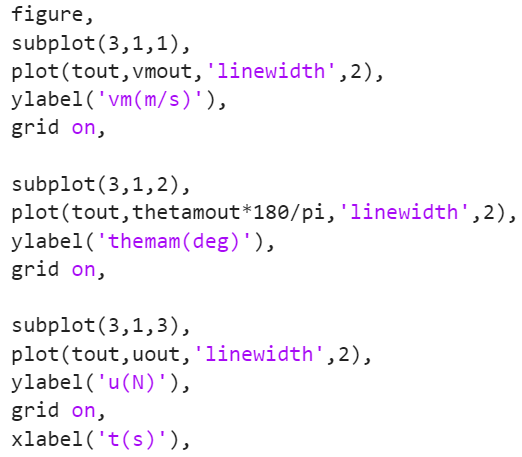 figure,
subplot(3,1,1),
plot(tout,vmout,'linewidth',2),
ylabel('vm(m/s)'),
grid on,
subplot(3,1,2),
plot(tout,thetamout*180/pi,'linewidth',2),
ylabel('themam(deg)'),
grid on,
subplot(3,1,3),
plot(tout,uout,'linewidth',2),
ylabel('u(N)'),
grid on,
xlabel('t(s)'),